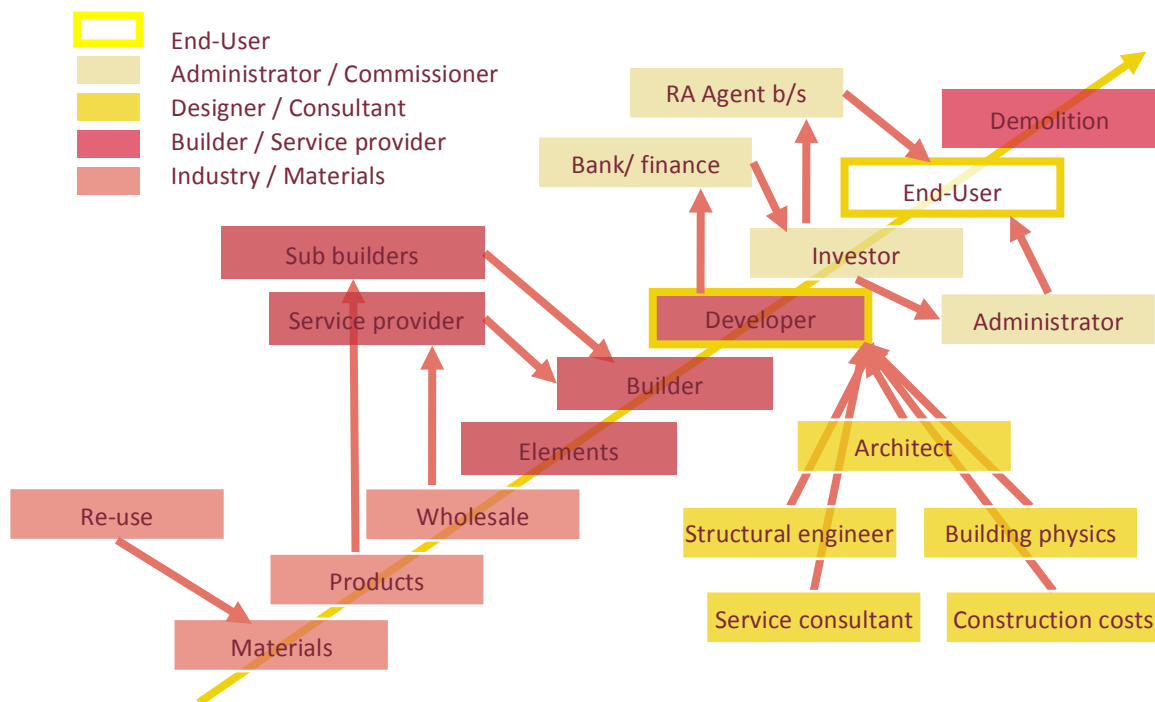 End-User
Administrator / Commissioner
Designer / Consultant
Builder / Service provider
Industry / Materials
RA Agent b/s
Demolition
Bank/ finance
End-User
Sub builders
Investor
Service provider
Developer
Administrator
Builder
Elements
Architect
Re-use
Wholesale
Structural engineer
Building physics
Products
Service consultant
Construction costs
Materials